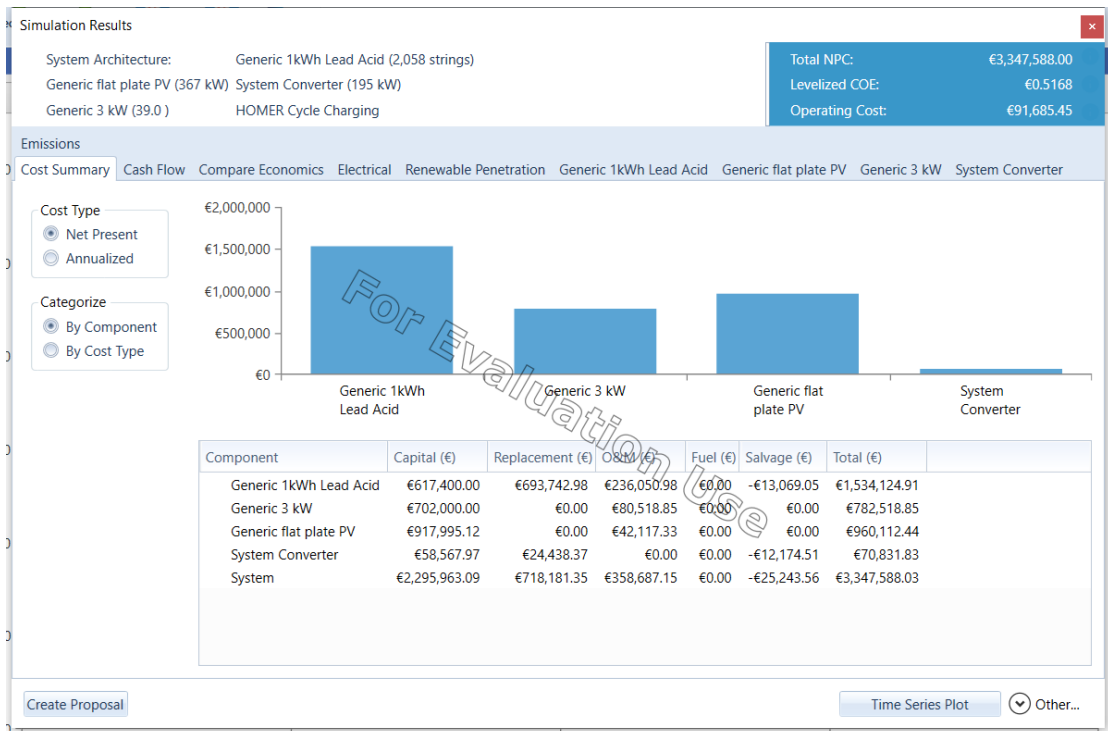 Simulation Results
System Architecture: Generic 1kWh Lead Acid (2,058 strings)
Generic flat plate PV (367 kW) System Converter (195 kW)
Generic 3 kW (39.0 ) HOMER Cycle Charging
Total NPC: €3,347,588.00
Levelized COE: €0.5168
Operating Cost: €91,685.45
Emissions
Cost Summary Cash Flow Compare Economics Electrical Renewable Penetration Generic 1kWh Lead Acid Generic flat plate PV Generic 3 kW System Converter
Cost Type
Net Present
Annualized
Categorize
By Component
By Cost Type
€2,000,000
€1,500,000
€1,000,000
€500,000
€0
Generic 1kWh
Lead Acid
Generic 3 kW
Generic flat
plate PV
System
Converter
For Evaluation Use
Component Capital (€) Replacement (€) O&M (€) Fuel (€) Salvage (€) Total (€)
Generic 1kWh Lead Acid €617,400.00 €693,742.98 €236,050.98 €0.00 -€13,069.05 €1,534,124.91
Generic 3 kW €702,000.00 €0.00 €80,518.85 €0.00 €0.00 €782,518.85
Generic flat plate PV €917,995.12 €0.00 €42,117.33 €0.00 €0.00 €960,112.44
System Converter €58,567.97 €24,438.37 €0.00 €0.00 -€12,174.51 €70,831.83
System €2,295,963.09 €718,181.35 €358,687.15 €0.00 -€25,243.56 €3,347,588.03
Create Proposal
Time Series Plot
Other...